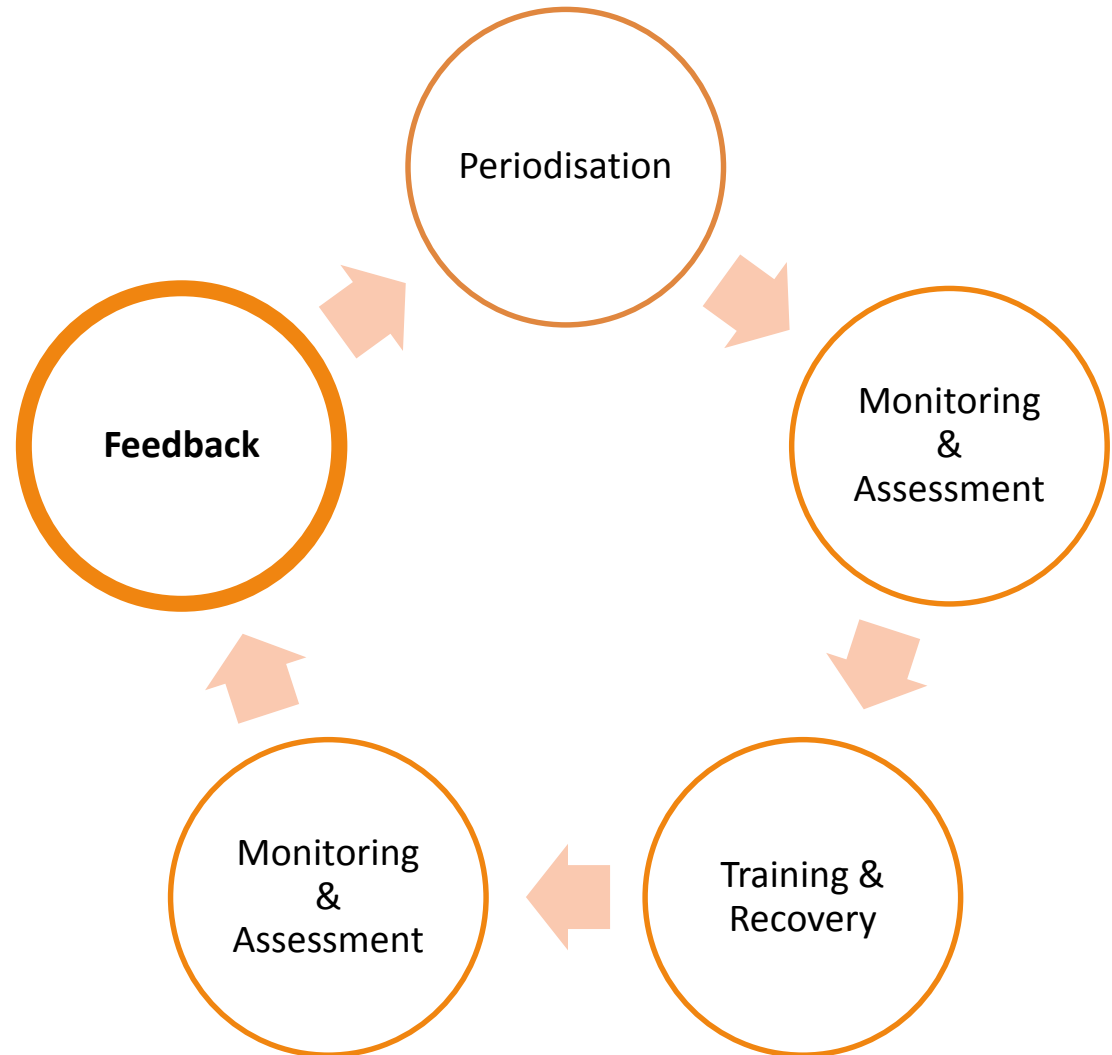 Periodisation
Monitoring
&
Assessment
Training &
Recovery
Monitoring
&
Assessment
Feedback